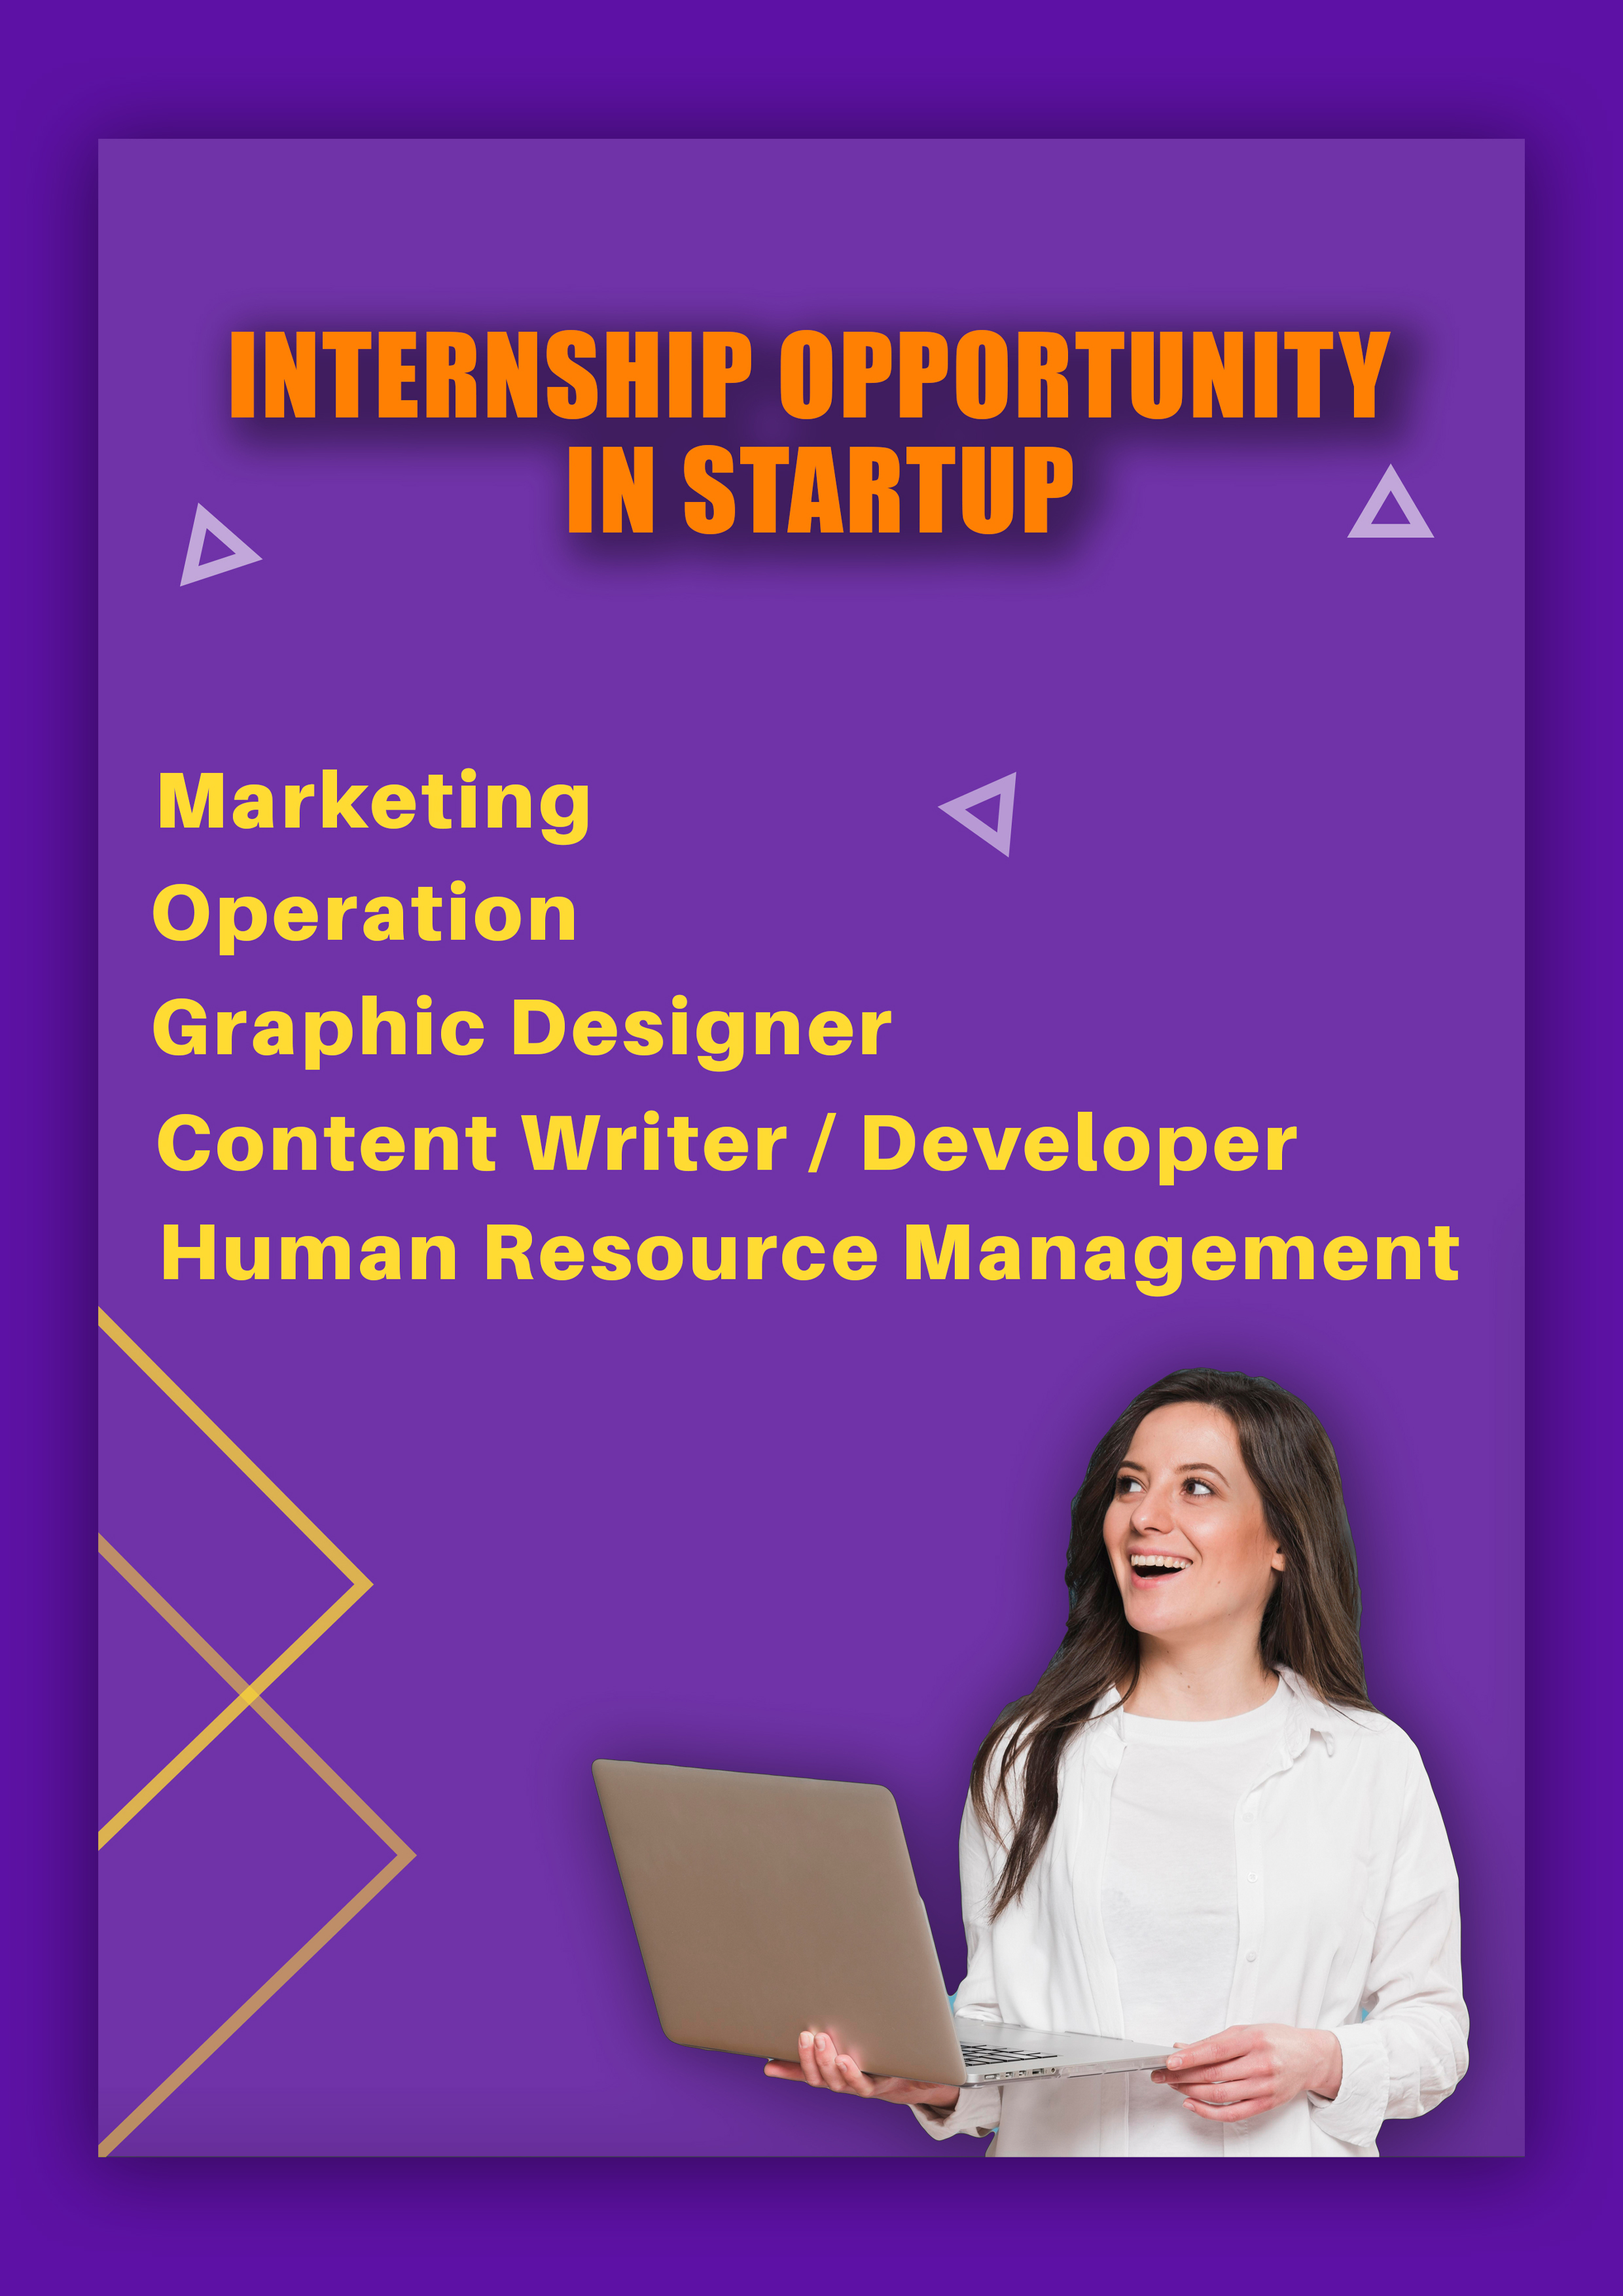 INTERNSHIP OPPORTUNITY
IN STARTUP
Marketing
Operation
Graphic Designer
Content Writer / Developer
Human Resource Management